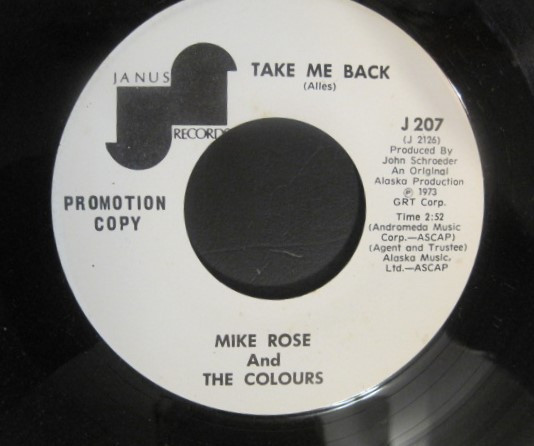 JANUS
RECORDS
TAKE ME BACK
(Alles)
J 207
(J 2126)
Produced By
John Schroeder
An Original
Alaska Production
℗ 1973
GRT Corp.
Time 2:52
(Andromeda Music
Corp.—ASCAP)
(Agent and Trustee)
Alaska Music,
Ltd.—ASCAP
PROMOTION
COPY
MIKE ROSE
And
THE COLOURS